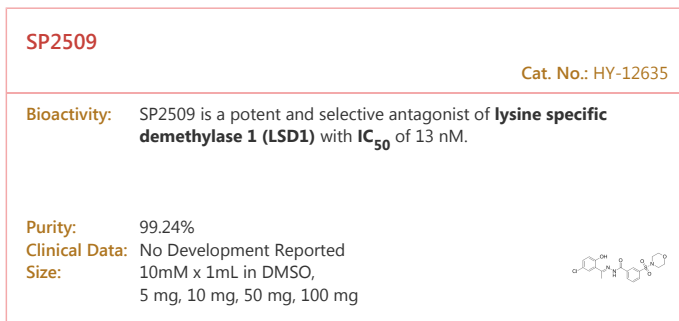 SP2509
Cat. No.: HY-12635
Bioactivity: SP2509 is a potent and selective antagonist of lysine specific
demethylase 1 (LSD1) with IC50 of 13 nM.
Purity: 99.24%
Clinical Data: No Development Reported
Size: 10mM x 1mL in DMSO,
5 mg, 10 mg, 50 mg, 100 mg
OH
Cl
N
N
H
O
S
O
O
N
O